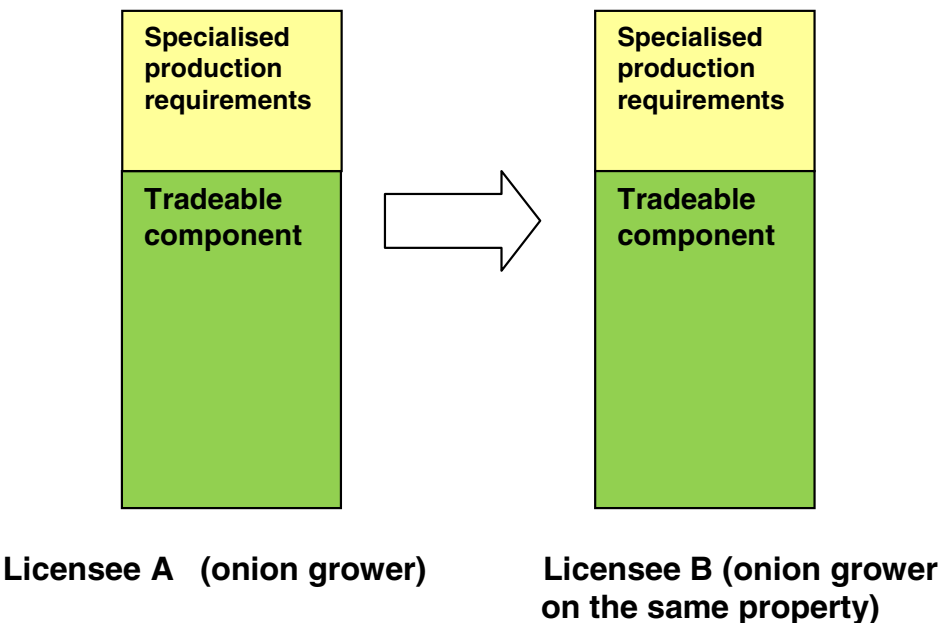 Specialised
production
requirements
Tradeable
component
Specialised
production
requirements
Tradeable
component
Licensee A (onion grower)
Licensee B (onion grower
on the same property)